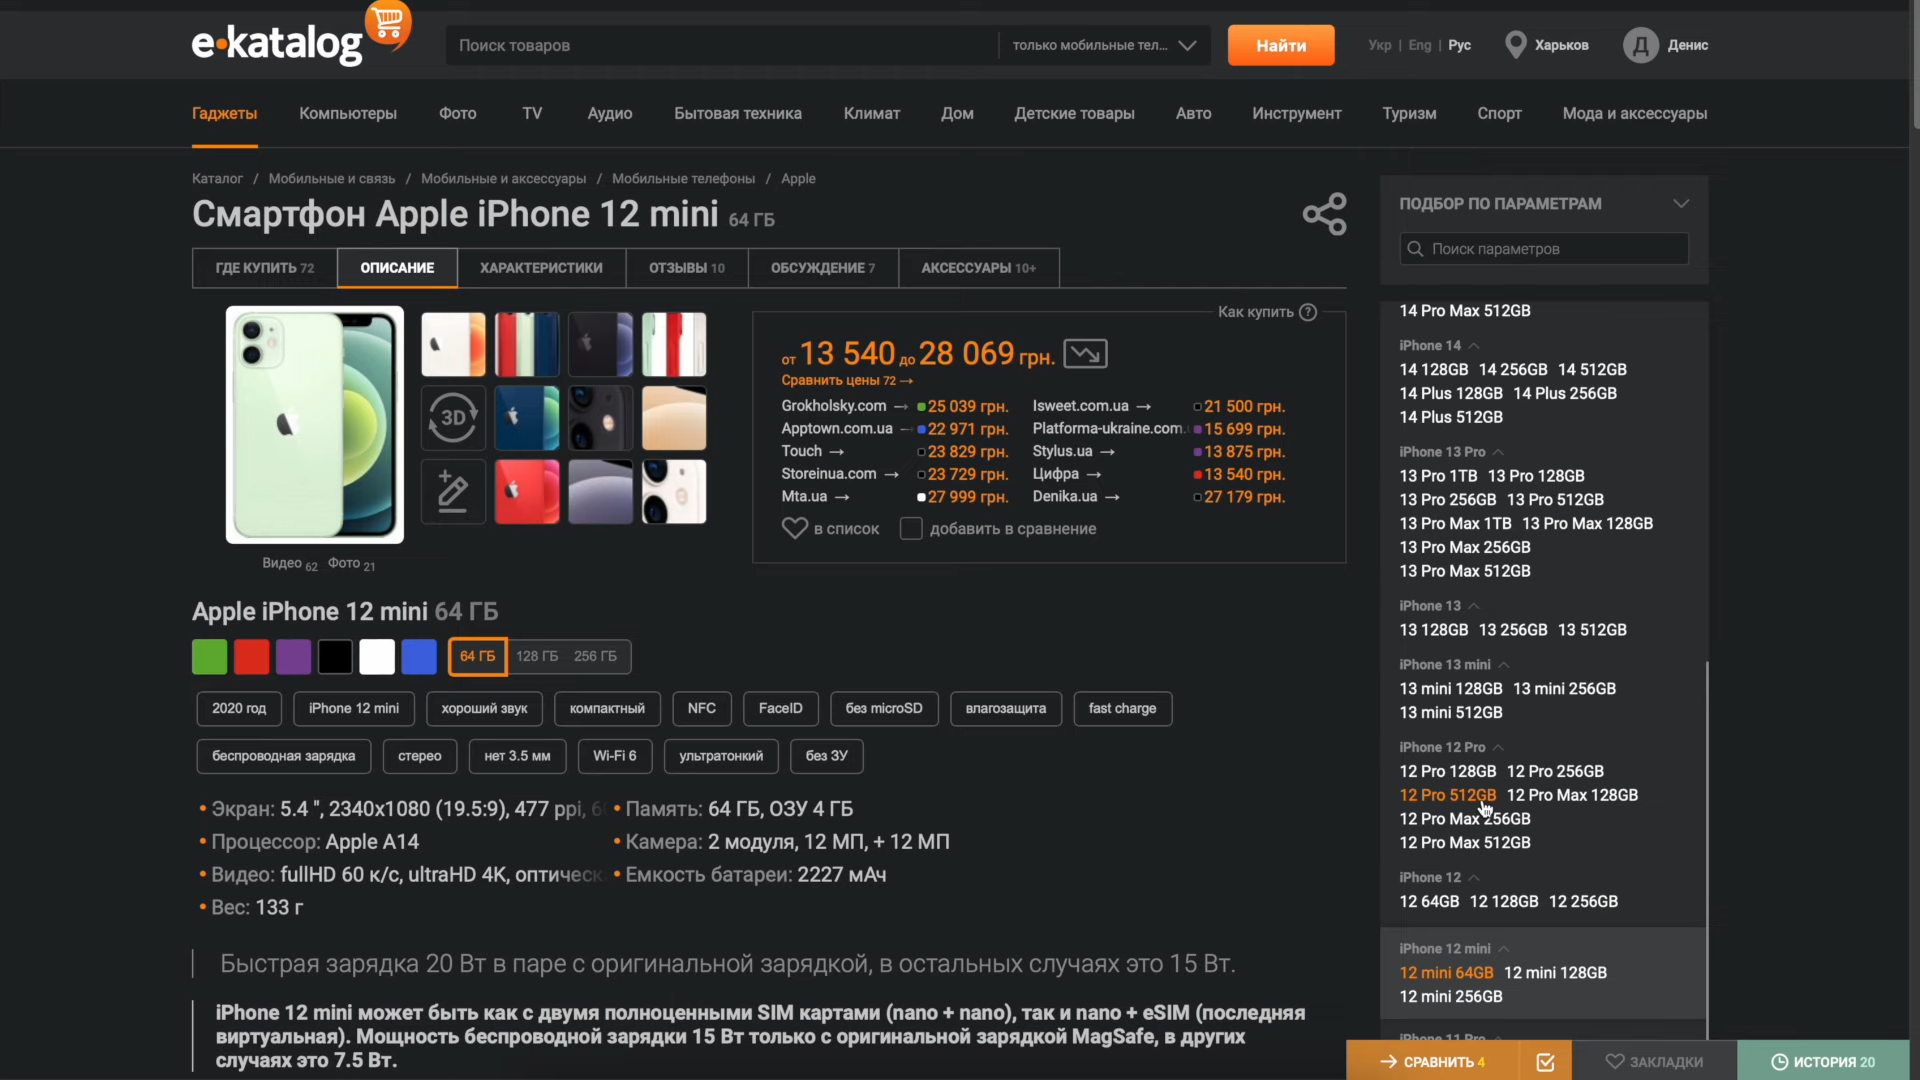 e·katalog
Поиск товаров
только мобильные тел...
Найти
Укр | Eng | Рус
Харьков
Д
Денис
Гаджеты Компьютеры Фото TV Аудио Бытовая техника Климат Дом Детские товары Авто Инструмент Туризм Спорт Мода и аксессуары
Каталог / Мобильные и связь / Мобильные и аксессуары / Мобильные телефоны / Apple
Смартфон Apple iPhone 12 mini 64 ГБ
ГДЕ КУПИТЬ 72
ОПИСАНИЕ
ХАРАКТЕРИСТИКИ
ОТЗЫВЫ 10
ОБСУЖДЕНИЕ 7
АКСЕССУАРЫ 10+
3D
Видео 62 Фото 21
Как купить ?
от 13 540 до 28 069 грн.
Сравнить цены 72 →
Grokholsky.com → 25 039 грн. Isweet.com.ua → 21 500 грн.
Apptown.com.ua → 22 971 грн. Platforma-ukraine.com. 15 699 грн.
Touch → 23 829 грн. Stylus.ua → 13 875 грн.
Storeinua.com → 23 729 грн. Цифра → 13 540 грн.
Mta.ua → 27 999 грн. Denika.ua → 27 179 грн.
в список добавить в сравнение
Apple iPhone 12 mini 64 ГБ
64 ГБ 128 ГБ 256 ГБ
2020 год iPhone 12 mini хороший звук компактный NFC FaceID без microSD влагозащита fast charge
беспроводная зарядка стерео нет 3.5 мм Wi-Fi 6 ультратонкий без ЗУ
• Экран: 5.4 ", 2340x1080 (19.5:9), 477 ppi, • Память: 64 ГБ, ОЗУ 4 ГБ
• Процессор: Apple A14 • Камера: 2 модуля, 12 МП, + 12 МП
• Видео: fullHD 60 к/с, ultraHD 4K, оптическ • Емкость батареи: 2227 мАч
• Вес: 133 г
Быстрая зарядка 20 Вт в паре с оригинальной зарядкой, в остальных случаях это 15 Вт.
iPhone 12 mini может быть как с двумя полноценными SIM картами (nano + nano), так и nano + eSIM (последняя
виртуальная). Мощность беспроводной зарядки 15 Вт только с оригинальной зарядкой MagSafe, в других
случаях это 7.5 Вт.
ПОДБОР ПО ПАРАМЕТРАМ
Поиск параметров
14 Pro Max 512GB
iPhone 14
14 128GB 14 256GB 14 512GB
14 Plus 128GB 14 Plus 256GB
14 Plus 512GB
iPhone 13 Pro
13 Pro 1TB 13 Pro 128GB
13 Pro 256GB 13 Pro 512GB
13 Pro Max 1TB 13 Pro Max 128GB
13 Pro Max 256GB
13 Pro Max 512GB
iPhone 13
13 128GB 13 256GB 13 512GB
iPhone 13 mini
13 mini 128GB 13 mini 256GB
13 mini 512GB
iPhone 12 Pro
12 Pro 128GB 12 Pro 256GB
12 Pro 512GB 12 Pro Max 128GB
12 Pro Max 256GB
12 Pro Max 512GB
iPhone 12
12 64GB 12 128GB 12 256GB
iPhone 12 mini
12 mini 64GB 12 mini 128GB
12 mini 256GB
iPhone 11 Pro
→ СРАВНИТЬ 4
ЗАКЛАДКИ
ИСТОРИЯ 20